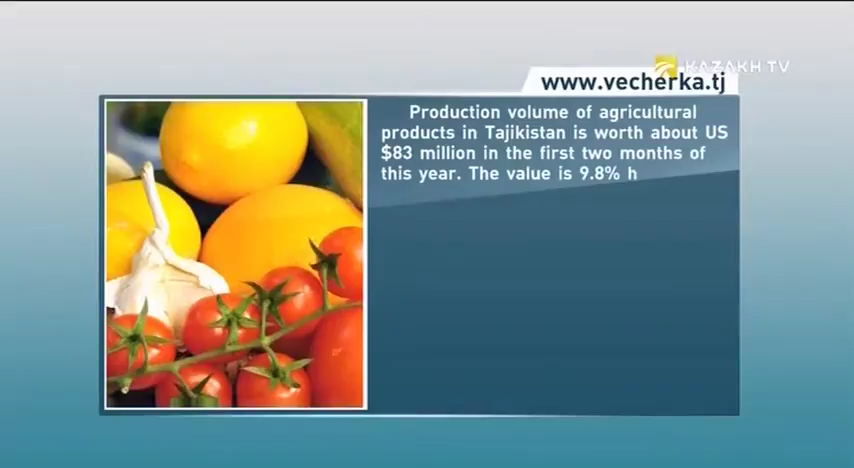 KAZAKH TV
www.vecherka.tj
Production volume of agricultural
products in Tajikistan is worth about US
$83 million in the first two months of
this year. The value is 9.8% h